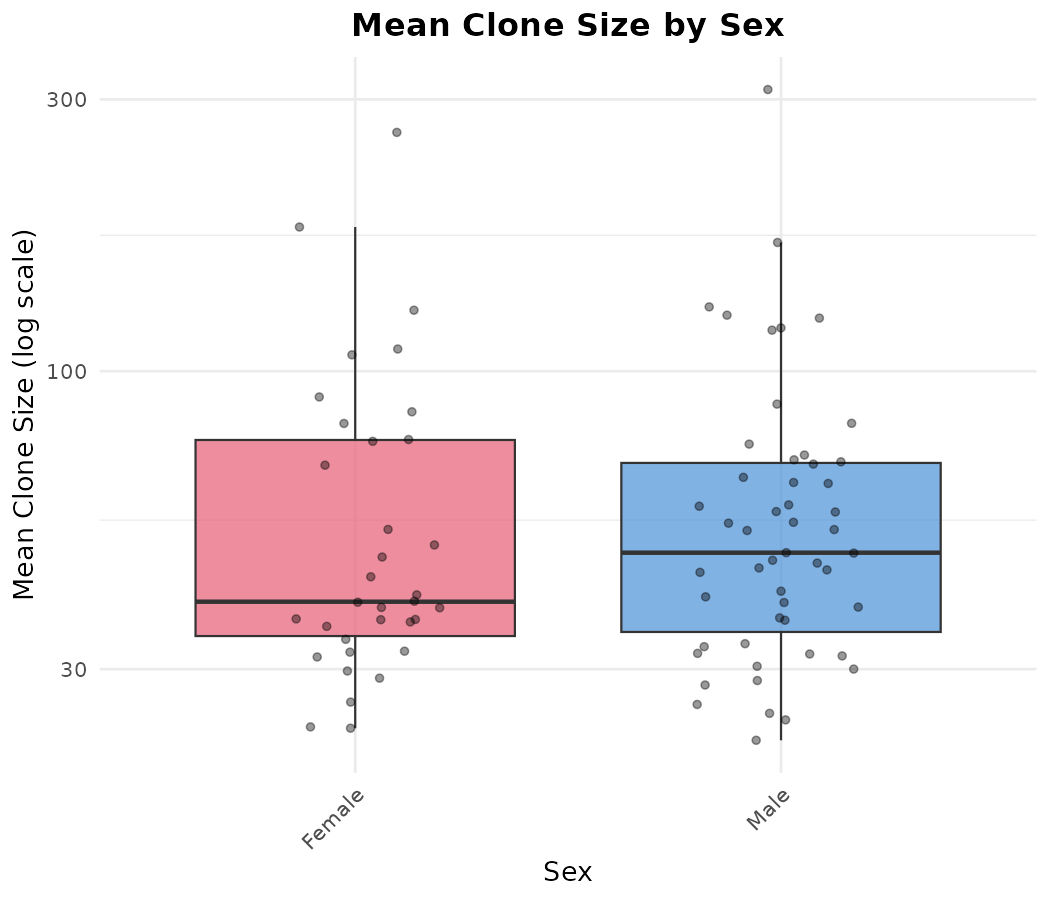 Mean Clone Size by Sex
Mean Clone Size (log scale)
300
100
30
Female
Male
Sex